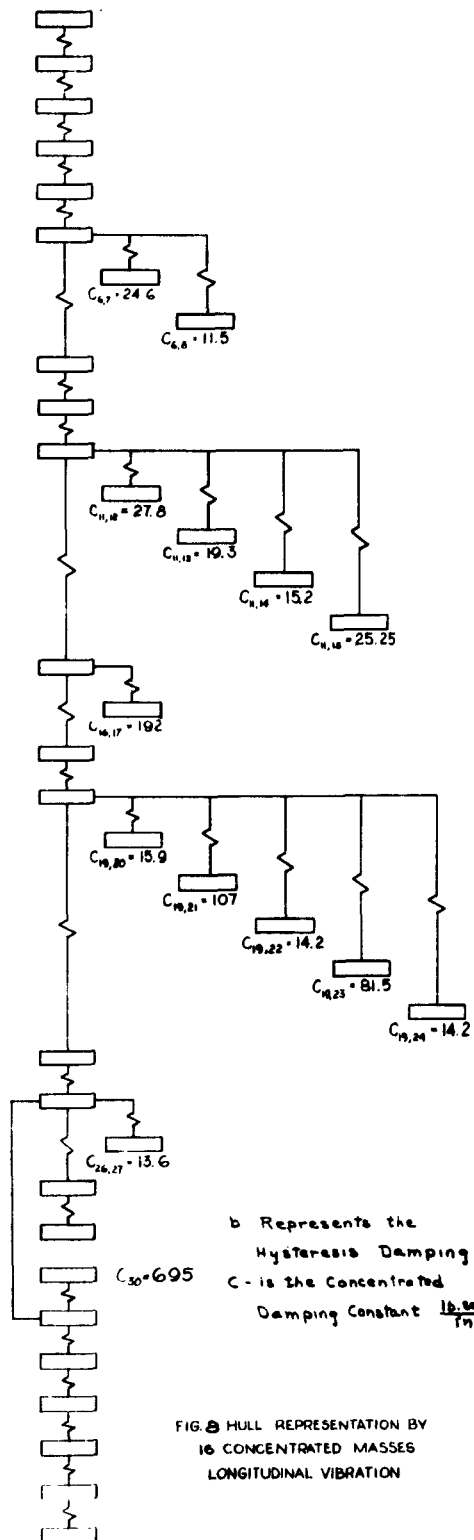 C6,7 = 24.6
C6,8 = 11.5
C11,12 = 27.8
C11,13 = 19.3
C11,14 = 15.2
C11,15 = 25.25
C16,17 = 192
C19,20 = 15.9
C19,21 = 107
C19,22 = 14.2
C19,23 = 81.5
C19,24 = 14.2
C26,27 = 13.6
b Represents the
Hysteresis Damping
C30 = 695
C - is the Concentrated
Damping Constant
FIG. 8 HULL REPRESENTATION BY
16 CONCENTRATED MASSES
LONGITUDINAL VIBRATION